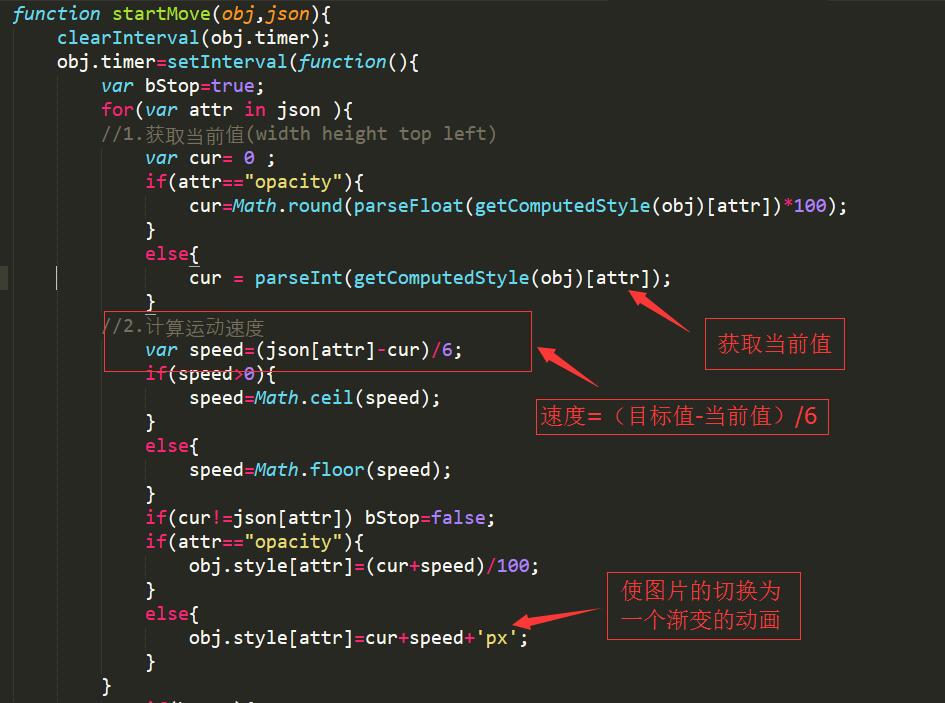 function startMove(obj,json){
clearInterval(obj.timer);
obj.timer=setInterval(function(){
var bStop=true;
for(var attr in json ){
//1.获取当前值(width height top left)
var cur= 0 ;
if(attr=="opacity"){
cur=Math.round(parseFloat(getComputedStyle(obj)[attr])*100);
}
else{
cur = parseInt(getComputedStyle(obj)[attr]);
}
获取当前值
//2.计算运动速度
var speed=(json[attr]-cur)/6;
速度=（目标值-当前值）/6
if(speed>0){
speed=Math.ceil(speed);
}
else{
speed=Math.floor(speed);
}
if(cur!=json[attr]) bStop=false;
if(attr=="opacity"){
obj.style[attr]=(cur+speed)/100;
}
else{
obj.style[attr]=cur+speed+'px';
使图片的切换为
一个渐变的动画
}
}